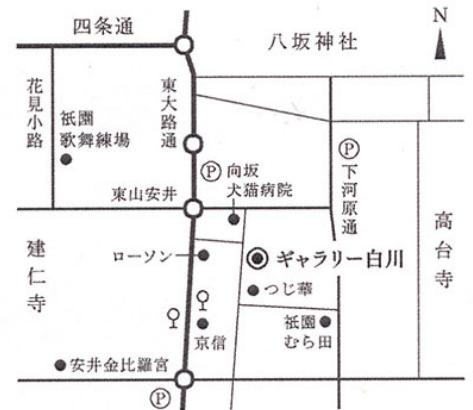 四条通
N
八坂神社
花見小路
祇園
歌舞練場
東大路通
Ⓟ
向坂
犬猫病院
Ⓟ
下河原通
東山安井
高台寺
建仁寺
ローソン
ギャラリー白川
つじ華
京信
祇園
むら田
安井金比羅宮
Ⓟ